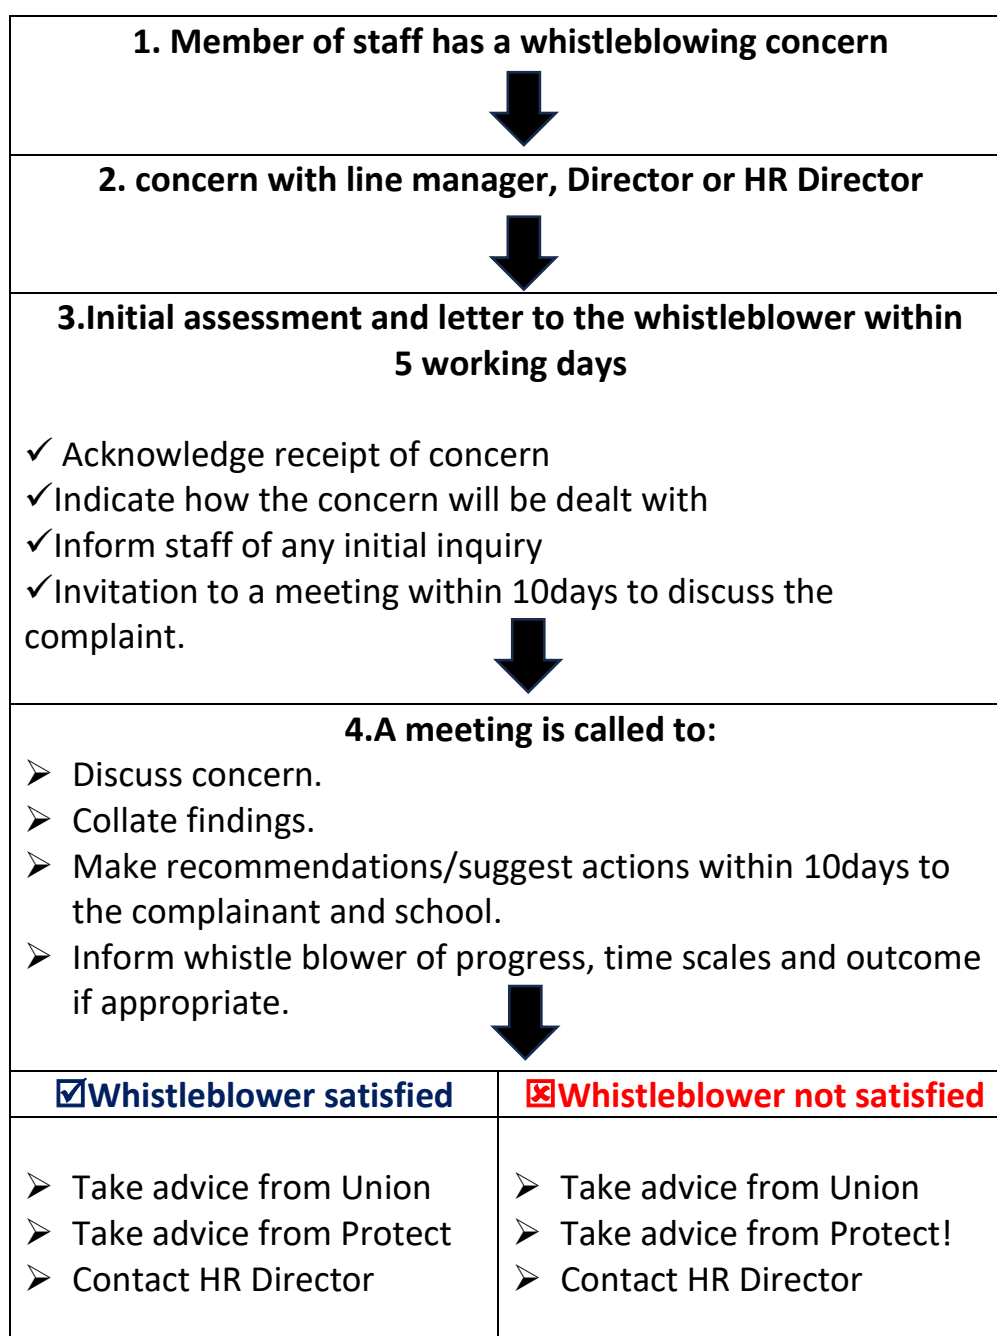 1. Member of staff has a whistleblowing concern
2. concern with line manager, Director or HR Director
3.Initial assessment and letter to the whistleblower within
5 working days
✓ Acknowledge receipt of concern
✓Indicate how the concern will be dealt with
✓Inform staff of any initial inquiry
✓Invitation to a meeting within 10days to discuss the
complaint.
4.A meeting is called to:
➢ Discuss concern.
➢ Collate findings.
➢ Make recommendations/suggest actions within 10days to
the complainant and school.
➢ Inform whistle blower of progress, time scales and outcome
if appropriate.
☑Whistleblower satisfied
➢ Take advice from Union
➢ Take advice from Protect
➢ Contact HR Director
☒Whistleblower not satisfied
➢ Take advice from Union
➢ Take advice from Protect!
➢ Contact HR Director